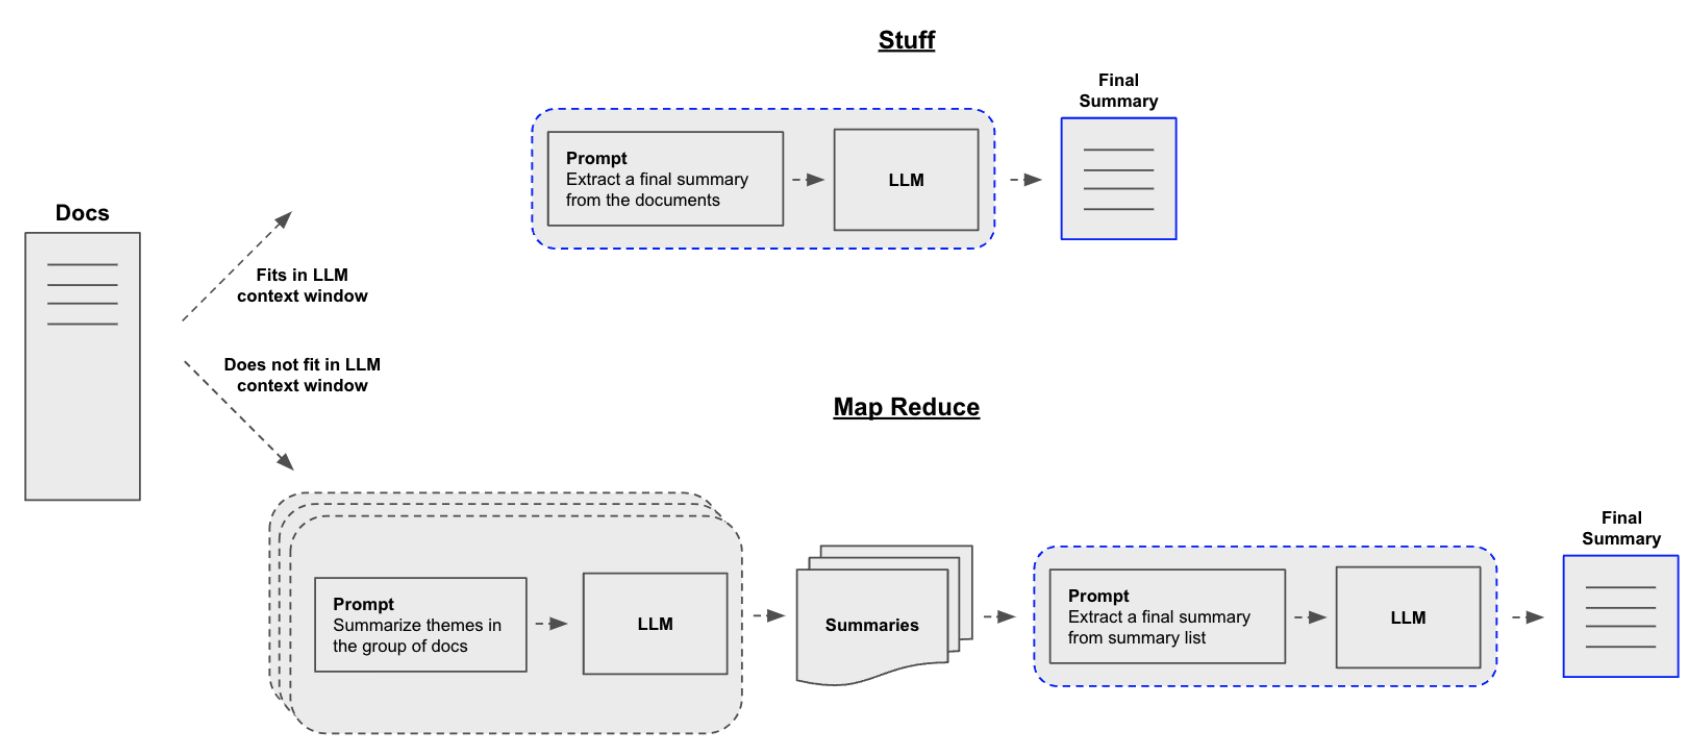 Stuff
Final
Summary
Prompt
Extract a final summary
from the documents
LLM
Docs
Fits in LLM
context window
Does not fit in LLM
context window
Map Reduce
Prompt
Summarize themes in
the group of docs
LLM
Summaries
Prompt
Extract a final summary
from summary list
LLM
Final
Summary